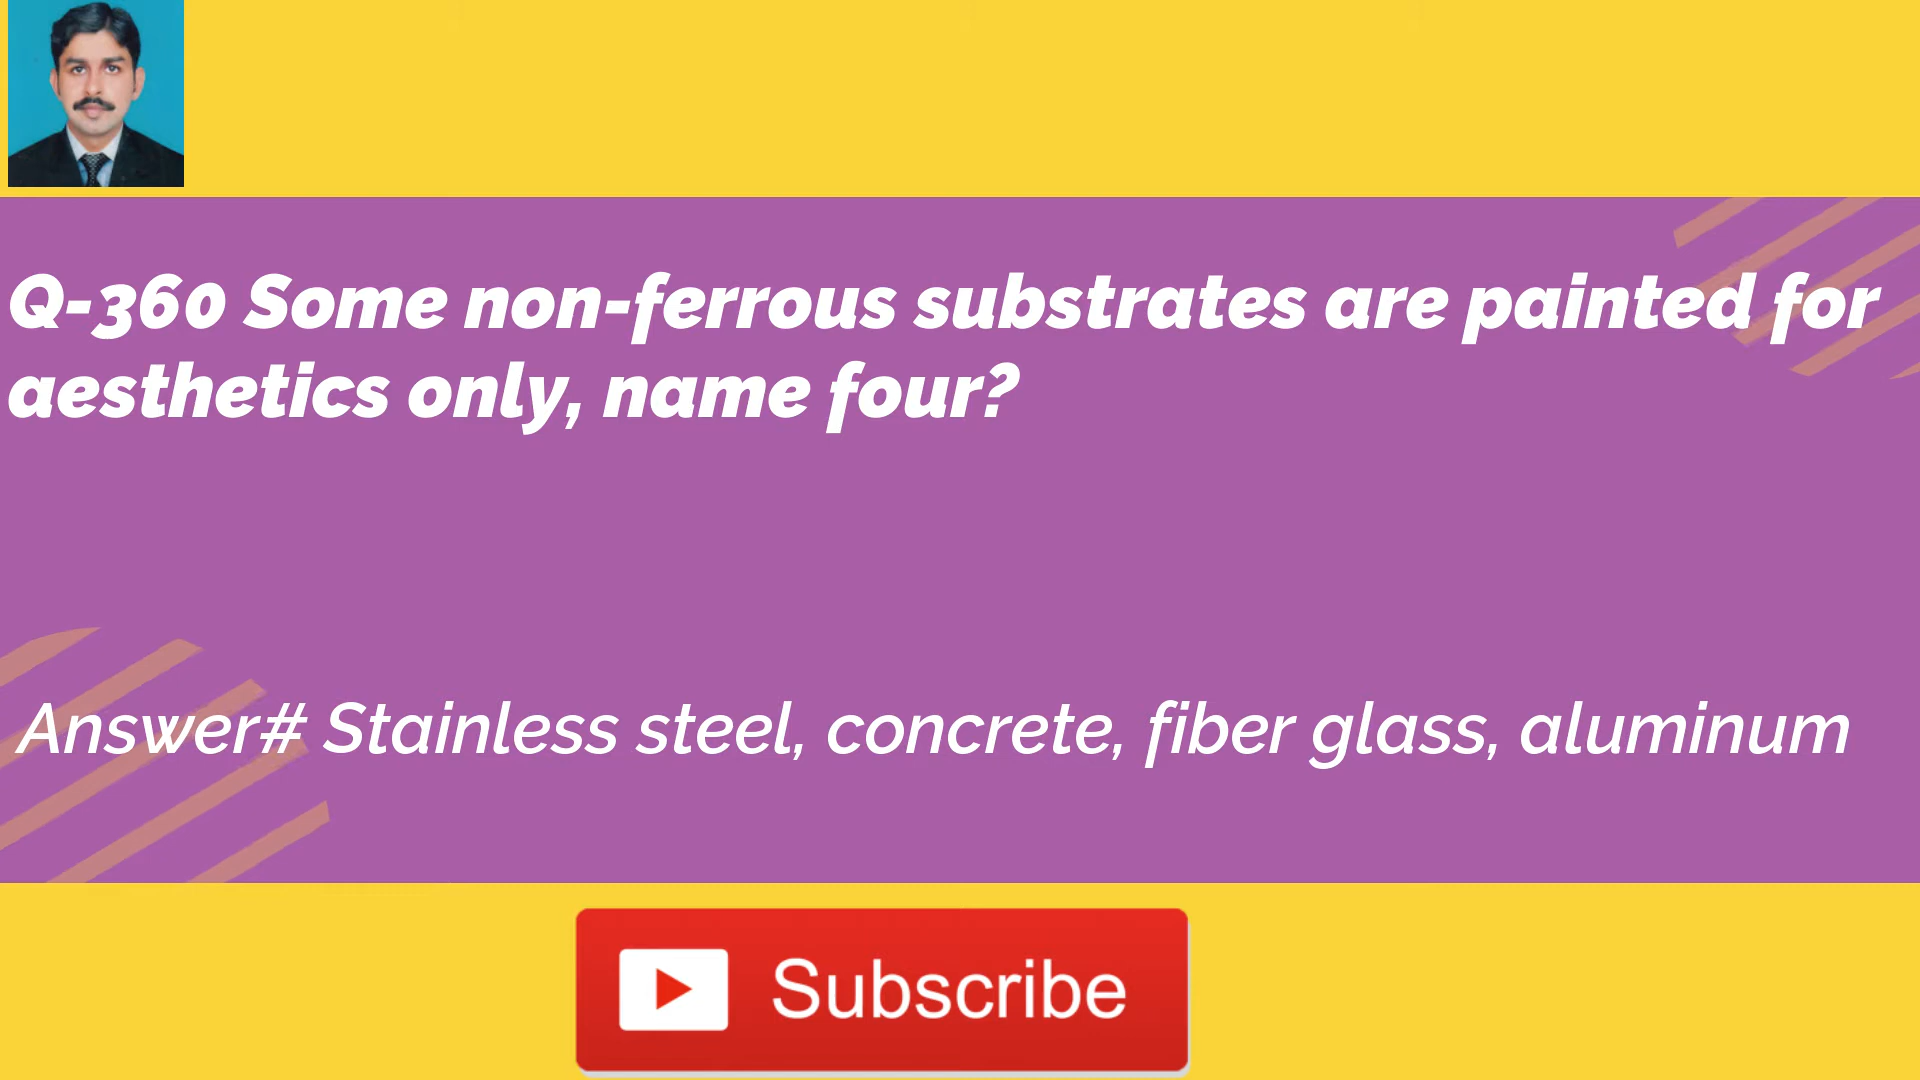 Q-360 Some non-ferrous substrates are painted for
aesthetics only, name four?
Answer# Stainless steel, concrete, fiber glass, aluminum
Subscribe